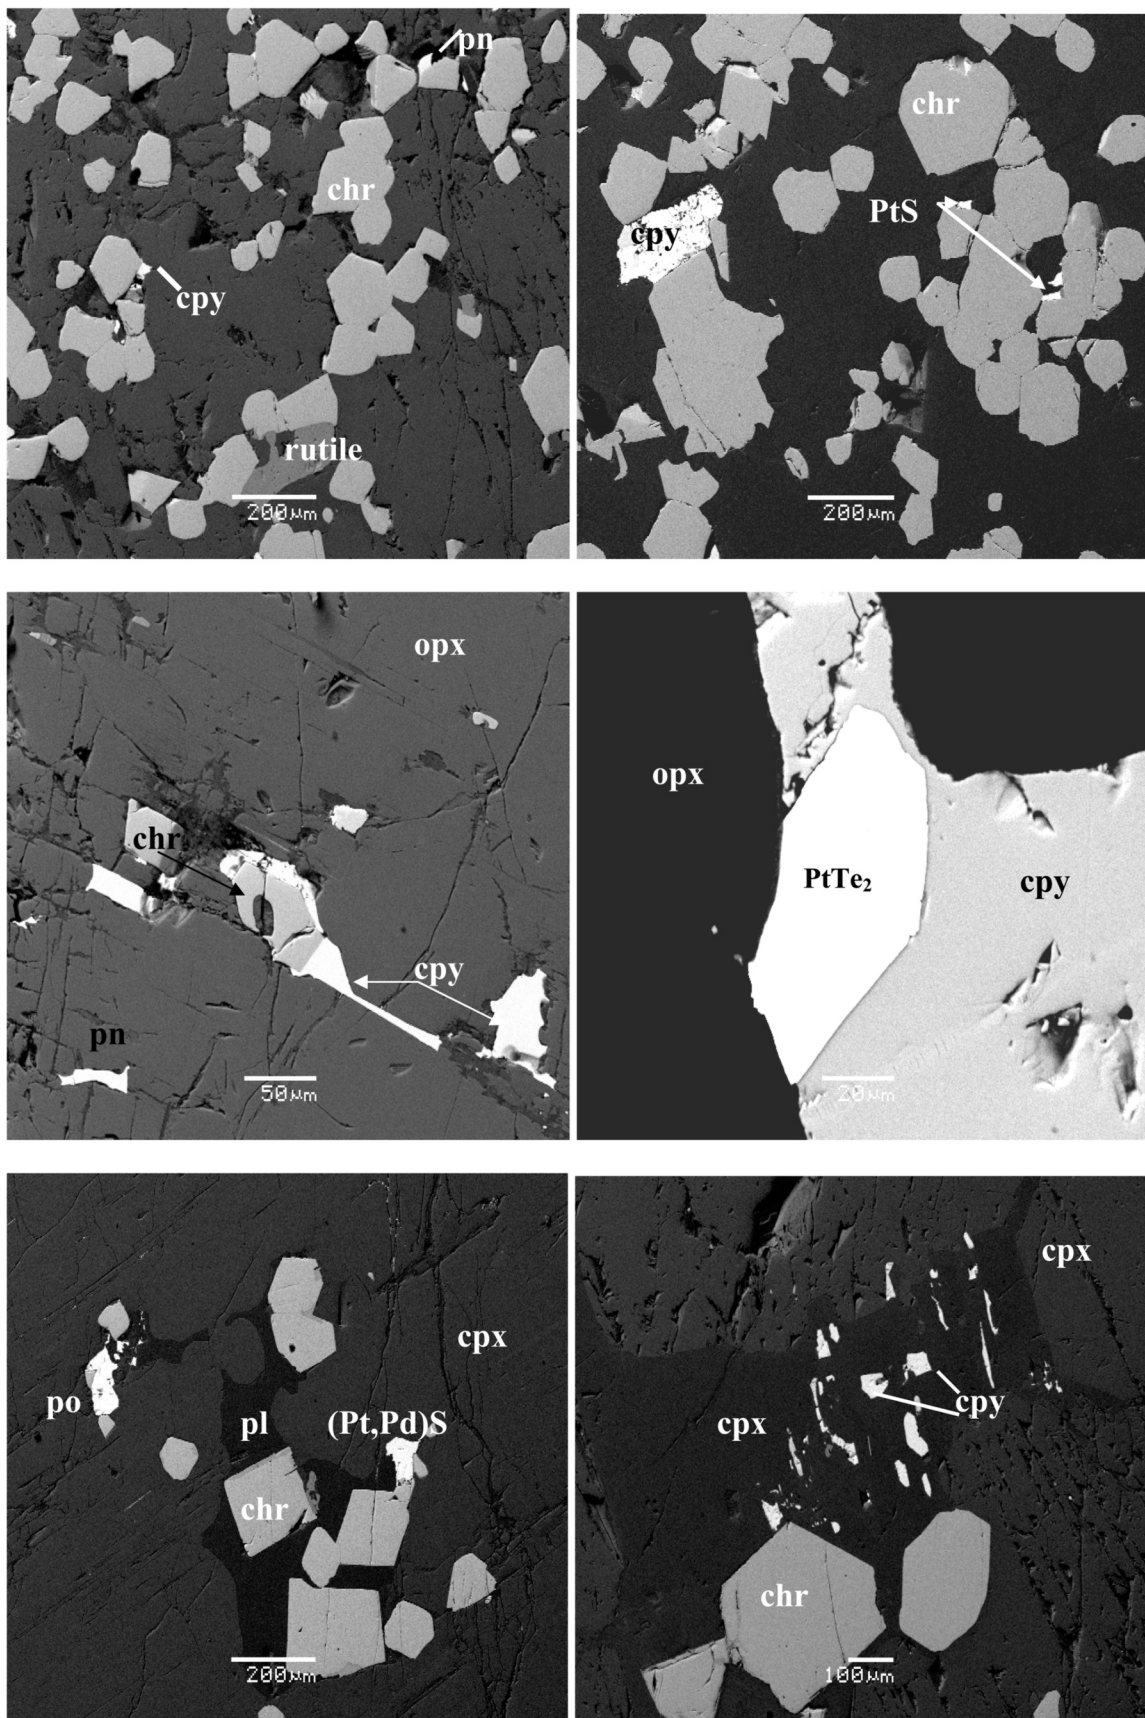 pn
chr
cpy
rutile
200μm
chr
PtS
cpy
200μm
opx
chr
cpy
pn
50μm
opx
PtTe₂
cpy
20μm
cpx
po
pl
(Pt,Pd)S
chr
200μm
cpx
cpy
cpx
chr
100μm